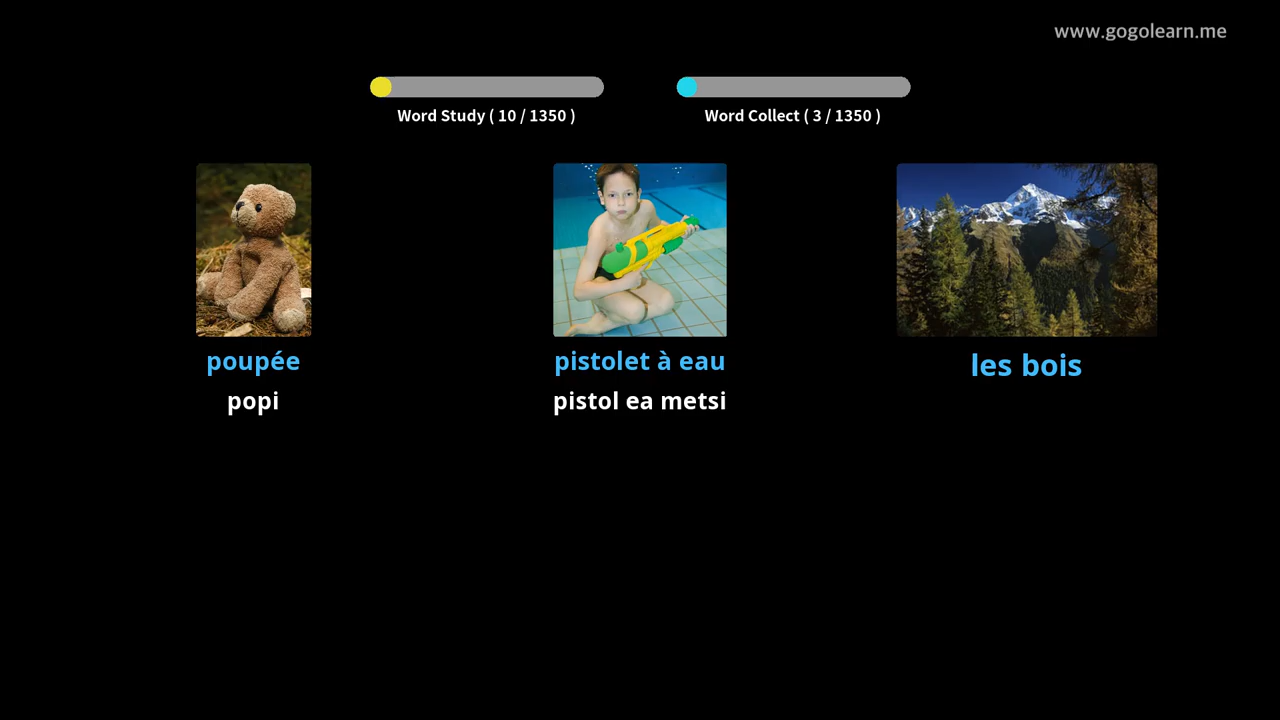 www.gogolearn.me
Word Study ( 10 / 1350 )
Word Collect ( 3 / 1350 )
poupée
popi
pistolet à eau
pistol ea metsi
les bois